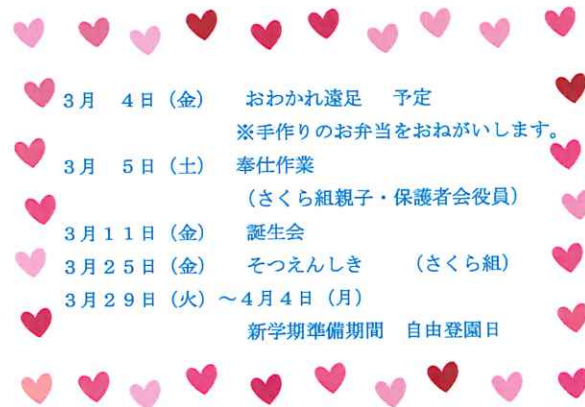 3月　4日（金）　おわかれ遠足　予定
※手作りのお弁当をおねがいします。
3月　5日（土）　奉仕作業
（さくら組親子・保護者会役員）
3月11日（金）　誕生会
3月25日（金）　そつえんしき　（さくら組）
3月29日（火）～4月4日（月）
新学期準備期間　自由登園日